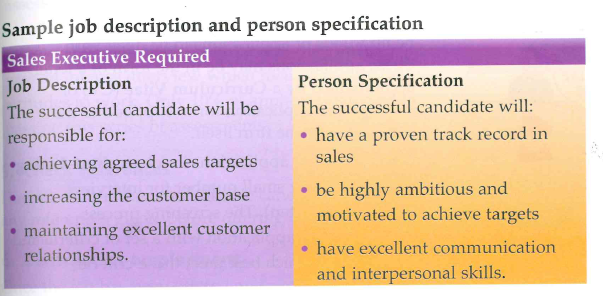 Sample job description and person specification
Sales Executive Required
Job Description
The successful candidate will be
responsible for:
• achieving agreed sales targets
• increasing the customer base
• maintaining excellent customer
relationships.
Person Specification
The successful candidate will:
• have a proven track record in
sales
• be highly ambitious and
motivated to achieve targets
• have excellent communication
and interpersonal skills.